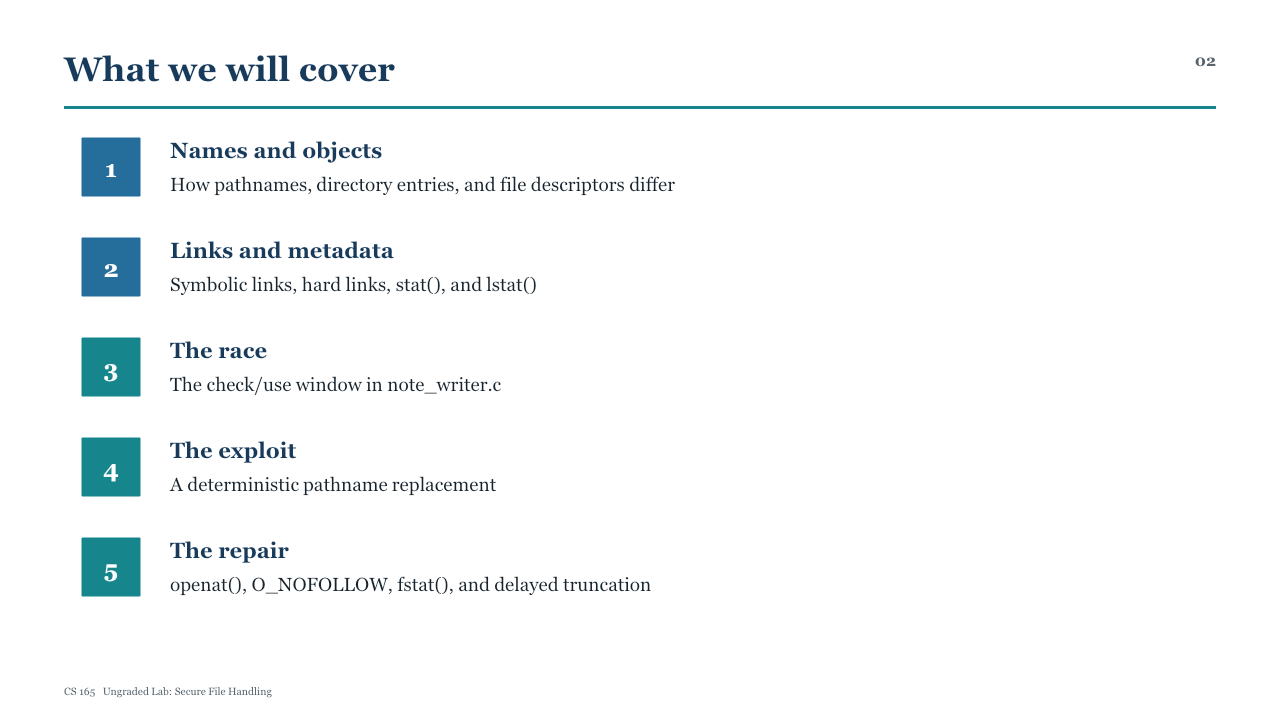 What we will cover
02
1
Names and objects
How pathnames, directory entries, and file descriptors differ
2
Links and metadata
Symbolic links, hard links, stat(), and lstat()
3
The race
The check/use window in note_writer.c
4
The exploit
A deterministic pathname replacement
5
The repair
openat(), O_NOFOLLOW, fstat(), and delayed truncation
CS 165 Ungraded Lab: Secure File Handling